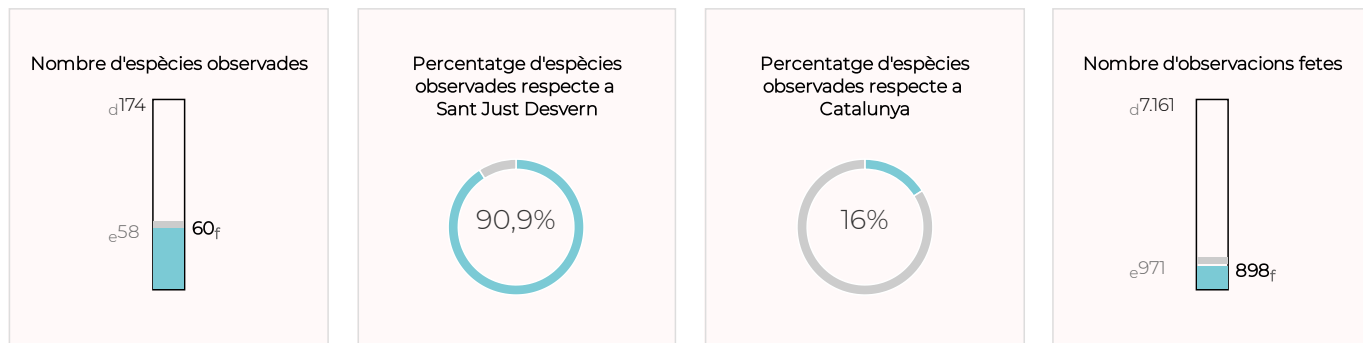 Nombre d'espècies observades
d174
e58
60f
Percentatge d'espècies
observades respecte a
Sant Just Desvern
90,9%
Percentatge d'espècies
observades respecte a
Catalunya
16%
Nombre d'observacions fetes
d7.161
e971
898f